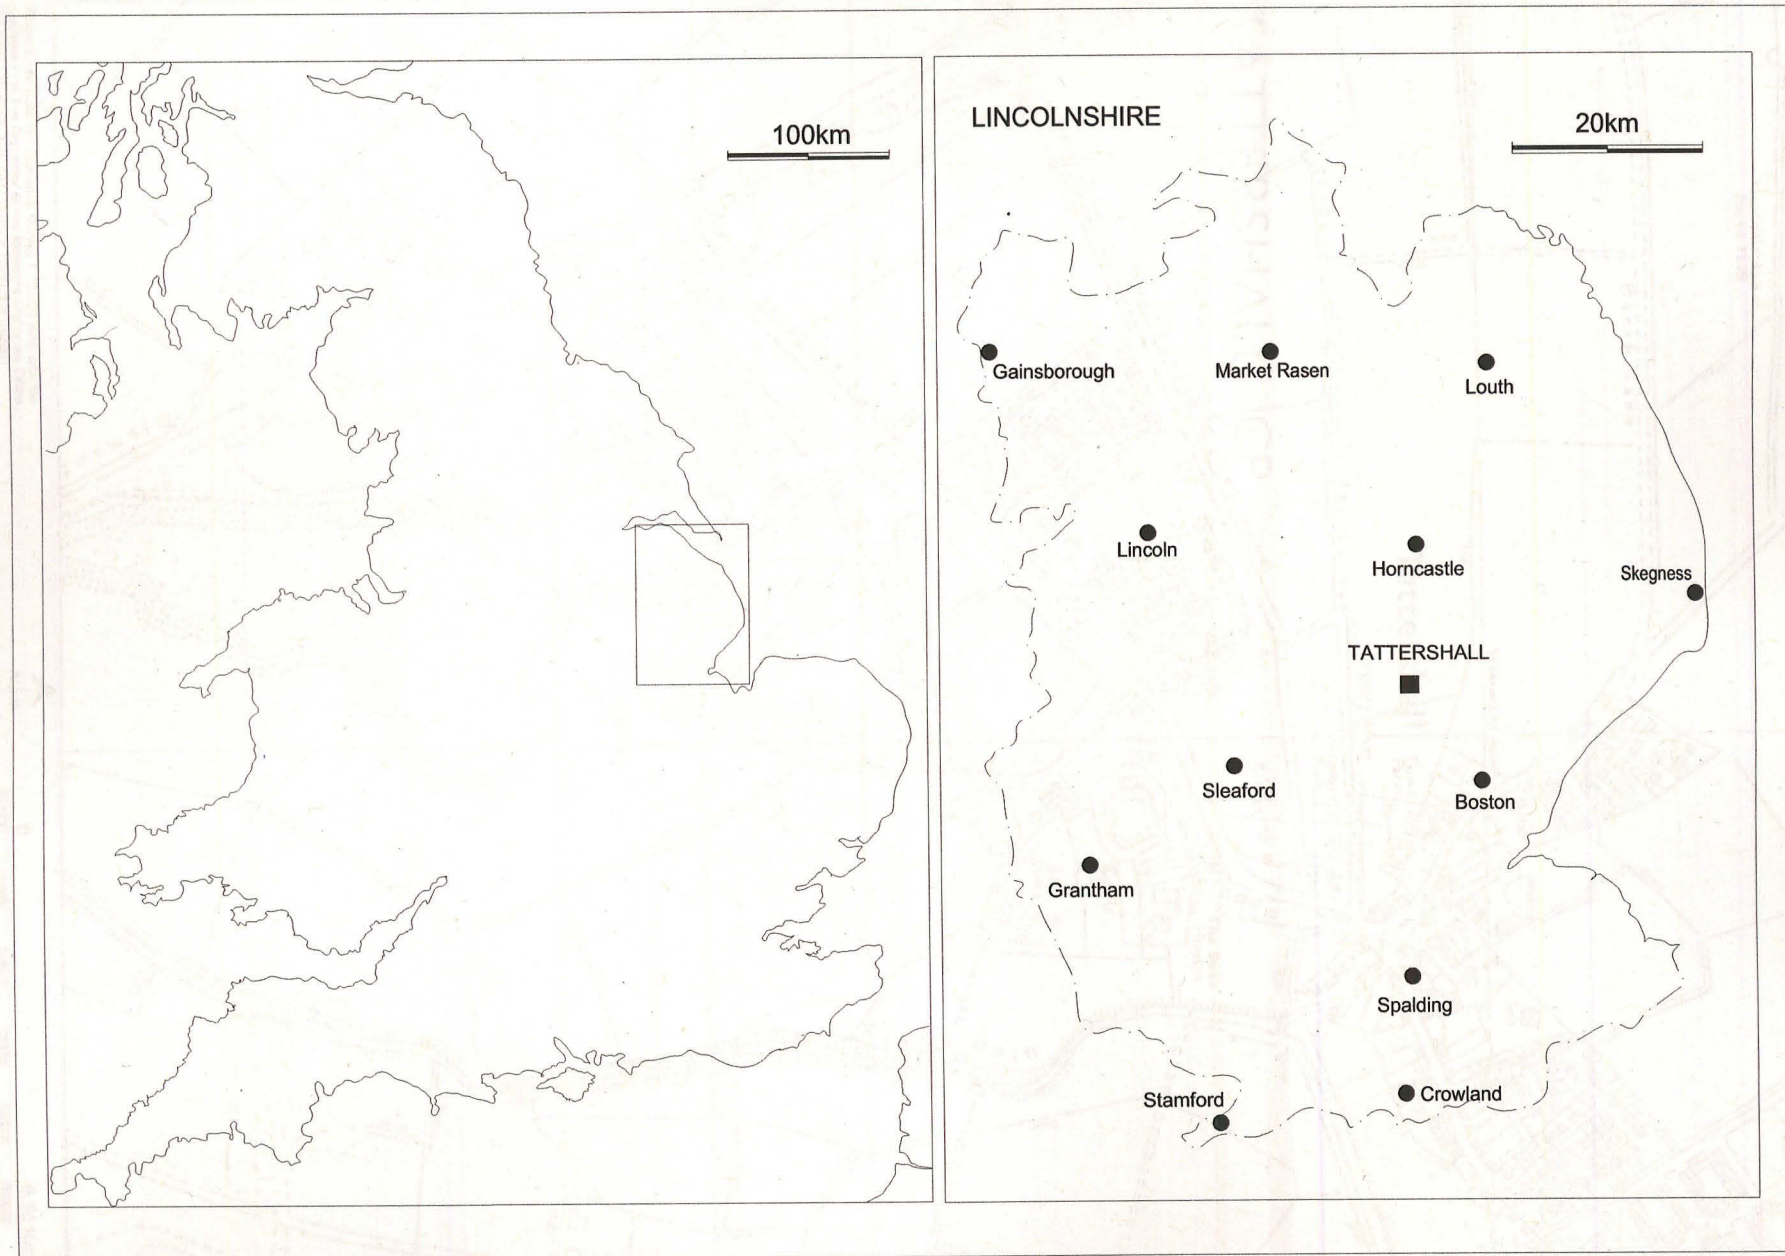 100km
LINCOLNSHIRE
20km
Gainsborough
Market Rasen
Louth
Lincoln
Horncastle
Skegness
TATTERSHALL
Sleaford
Boston
Grantham
Spalding
Stamford
Crowland